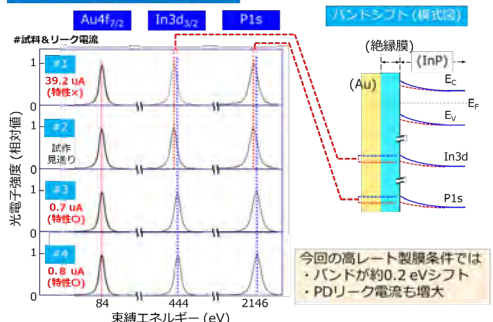 Au4f7/2 In3d3/2 P1s
#試料&リーク電流
#1
39.2 uA
(特性×)
#2
試作
見送り
#3
0.7 uA
(特性○)
#4
0.8 uA
(特性○)
1
0
1
0
1
0
1
0
光電子強度 (相対値)
84 444 2146
束縛エネルギー (eV)
バンドシフト (模式図)
(絶縁膜)
(InP)
(Au)
EC
EF
EV
In3d
P1s
今回の高レート製膜条件では
・バンドが約0.2 eVシフト
・PDリーク電流も増大